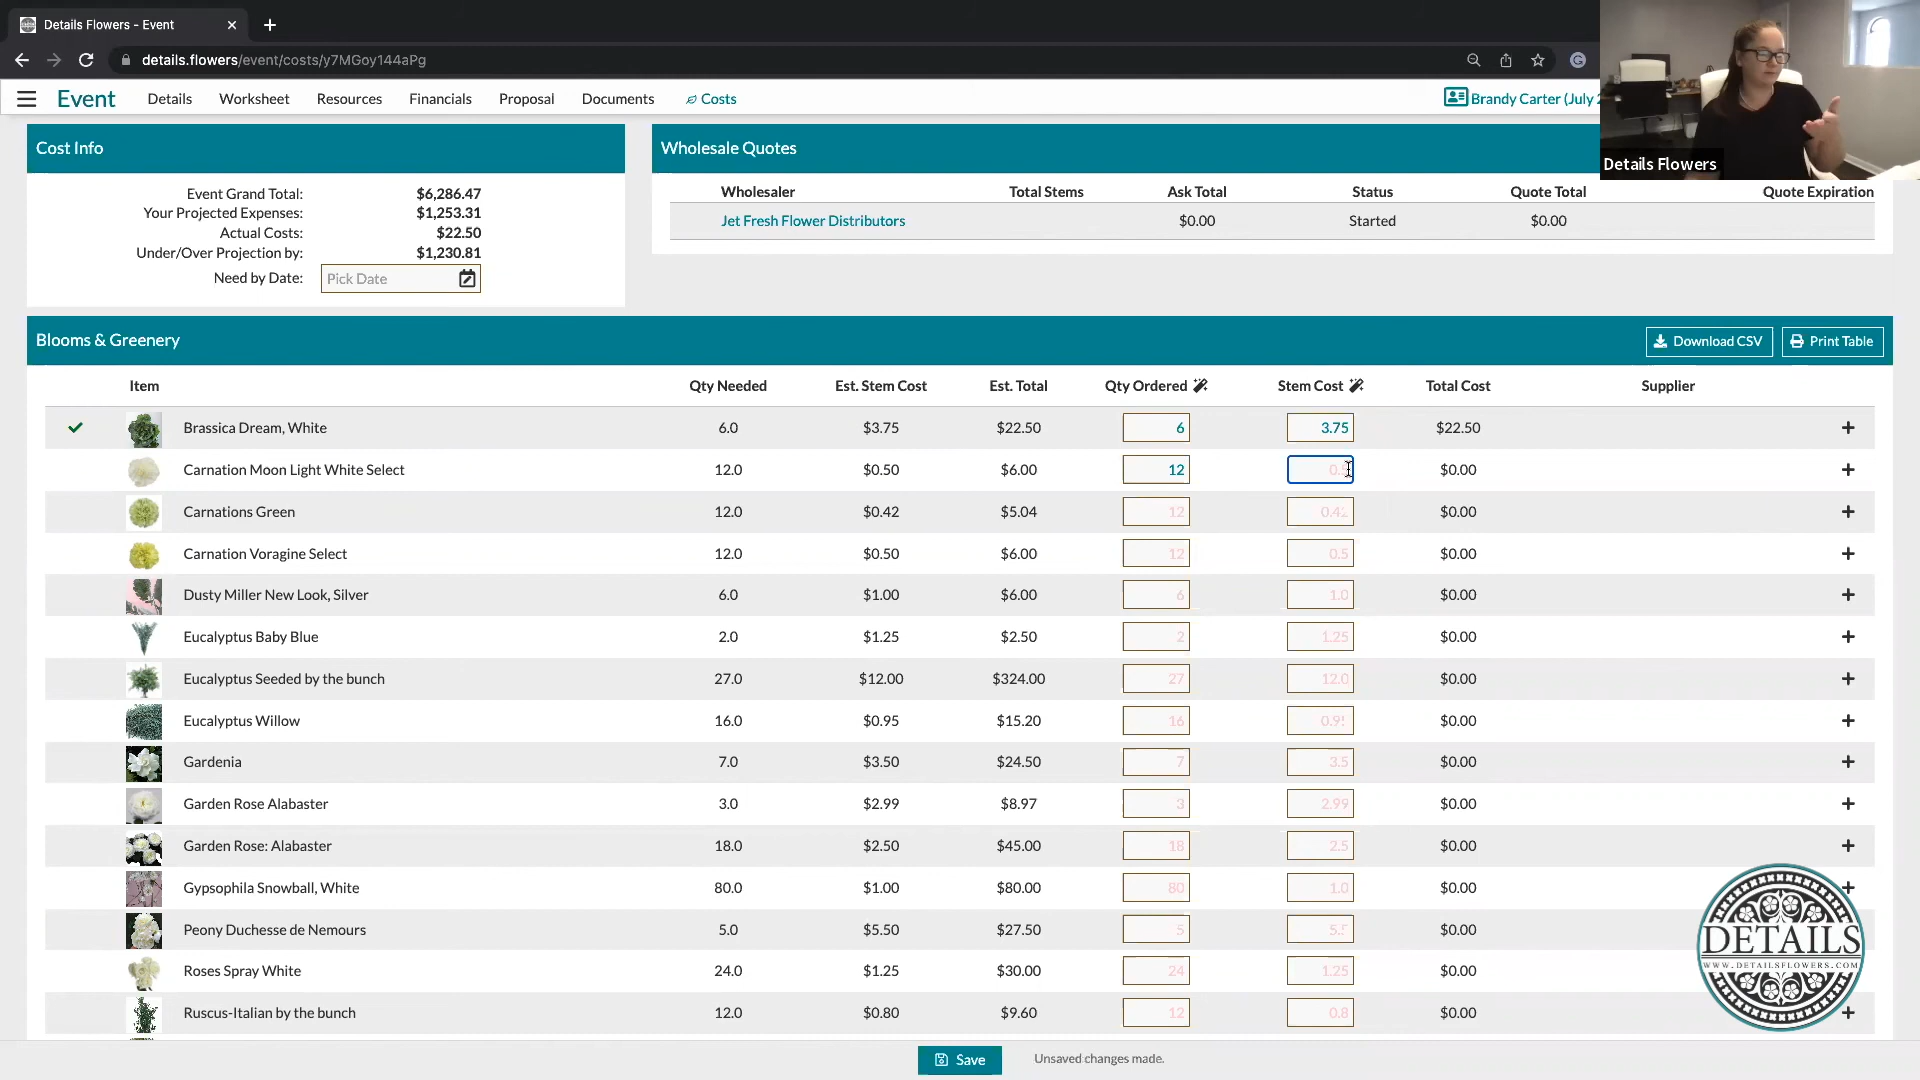 Details Flowers - Event
details.flowers/event/costs/y7MGoy144aPg
Event Details Worksheet Resources Financials Proposal Documents Costs Brandy Carter (July
Details Flowers
Cost Info
Event Grand Total: $6,286.47
Your Projected Expenses: $1,253.31
Actual Costs: $22.50
Under/Over Projection by: $1,230.81
Need by Date: Pick Date
Wholesale Quotes
Wholesaler Total Stems Ask Total Status Quote Total Quote Expiration
Jet Fresh Flower Distributors $0.00 Started $0.00
Blooms & Greenery Download CSV Print Table
Item Qty Needed Est. Stem Cost Est. Total Qty Ordered Stem Cost Total Cost Supplier
Brassica Dream, White 6.0 $3.75 $22.50 6 3.75 $22.50
Carnation Moon Light White Select 12.0 $0.50 $6.00 12 $0.00
Carnations Green 12.0 $0.42 $5.04 12 0.42 $0.00
Carnation Voragine Select 12.0 $0.50 $6.00 12 0.5 $0.00
Dusty Miller New Look, Silver 6.0 $1.00 $6.00 6 1.0 $0.00
Eucalyptus Baby Blue 2.0 $1.25 $2.50 2 1.25 $0.00
Eucalyptus Seeded by the bunch 27.0 $12.00 $324.00 27 12.0 $0.00
Eucalyptus Willow 16.0 $0.95 $15.20 16 0.95 $0.00
Gardenia 7.0 $3.50 $24.50 7 3.5 $0.00
Garden Rose Alabaster 3.0 $2.99 $8.97 3 2.99 $0.00
Garden Rose: Alabaster 18.0 $2.50 $45.00 18 2.5 $0.00
Gypsophila Snowball, White 80.0 $1.00 $80.00 80 1.0 $0.00
Peony Duchesse de Nemours 5.0 $5.50 $27.50 5 5.5 $0.00
Roses Spray White 24.0 $1.25 $30.00 24 1.25 $0.00
Ruscus-Italian by the bunch 12.0 $0.80 $9.60 12 0.8 $0.00
DETAILS
WWW.DETAILSFLOWERS.COM
Save Unsaved changes made.